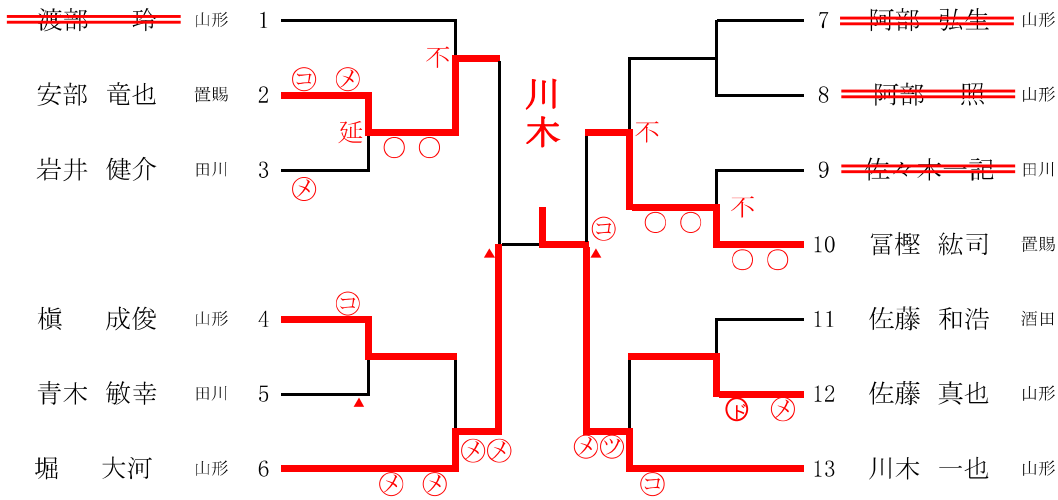 渡部 玲 山形 1
安部 竜也 置賜 2
岩井 健介 田川 3
槇 成俊 山形 4
青木 敏幸 田川 5
堀 大河 山形 6
不
コ メ
延
〇 〇
メ
コ
▲
メ メ
メ メ
▲
川木
7 阿部 弘生 山形
8 阿部 照 山形
9 佐々木一記 田川
10 冨樫 紘司 置賜
11 佐藤 和浩 酒田
12 佐藤 真也 山形
13 川木 一也 山形
不
〇 〇
不
〇 〇
コ
▲
ド メ
メ ツ
コ